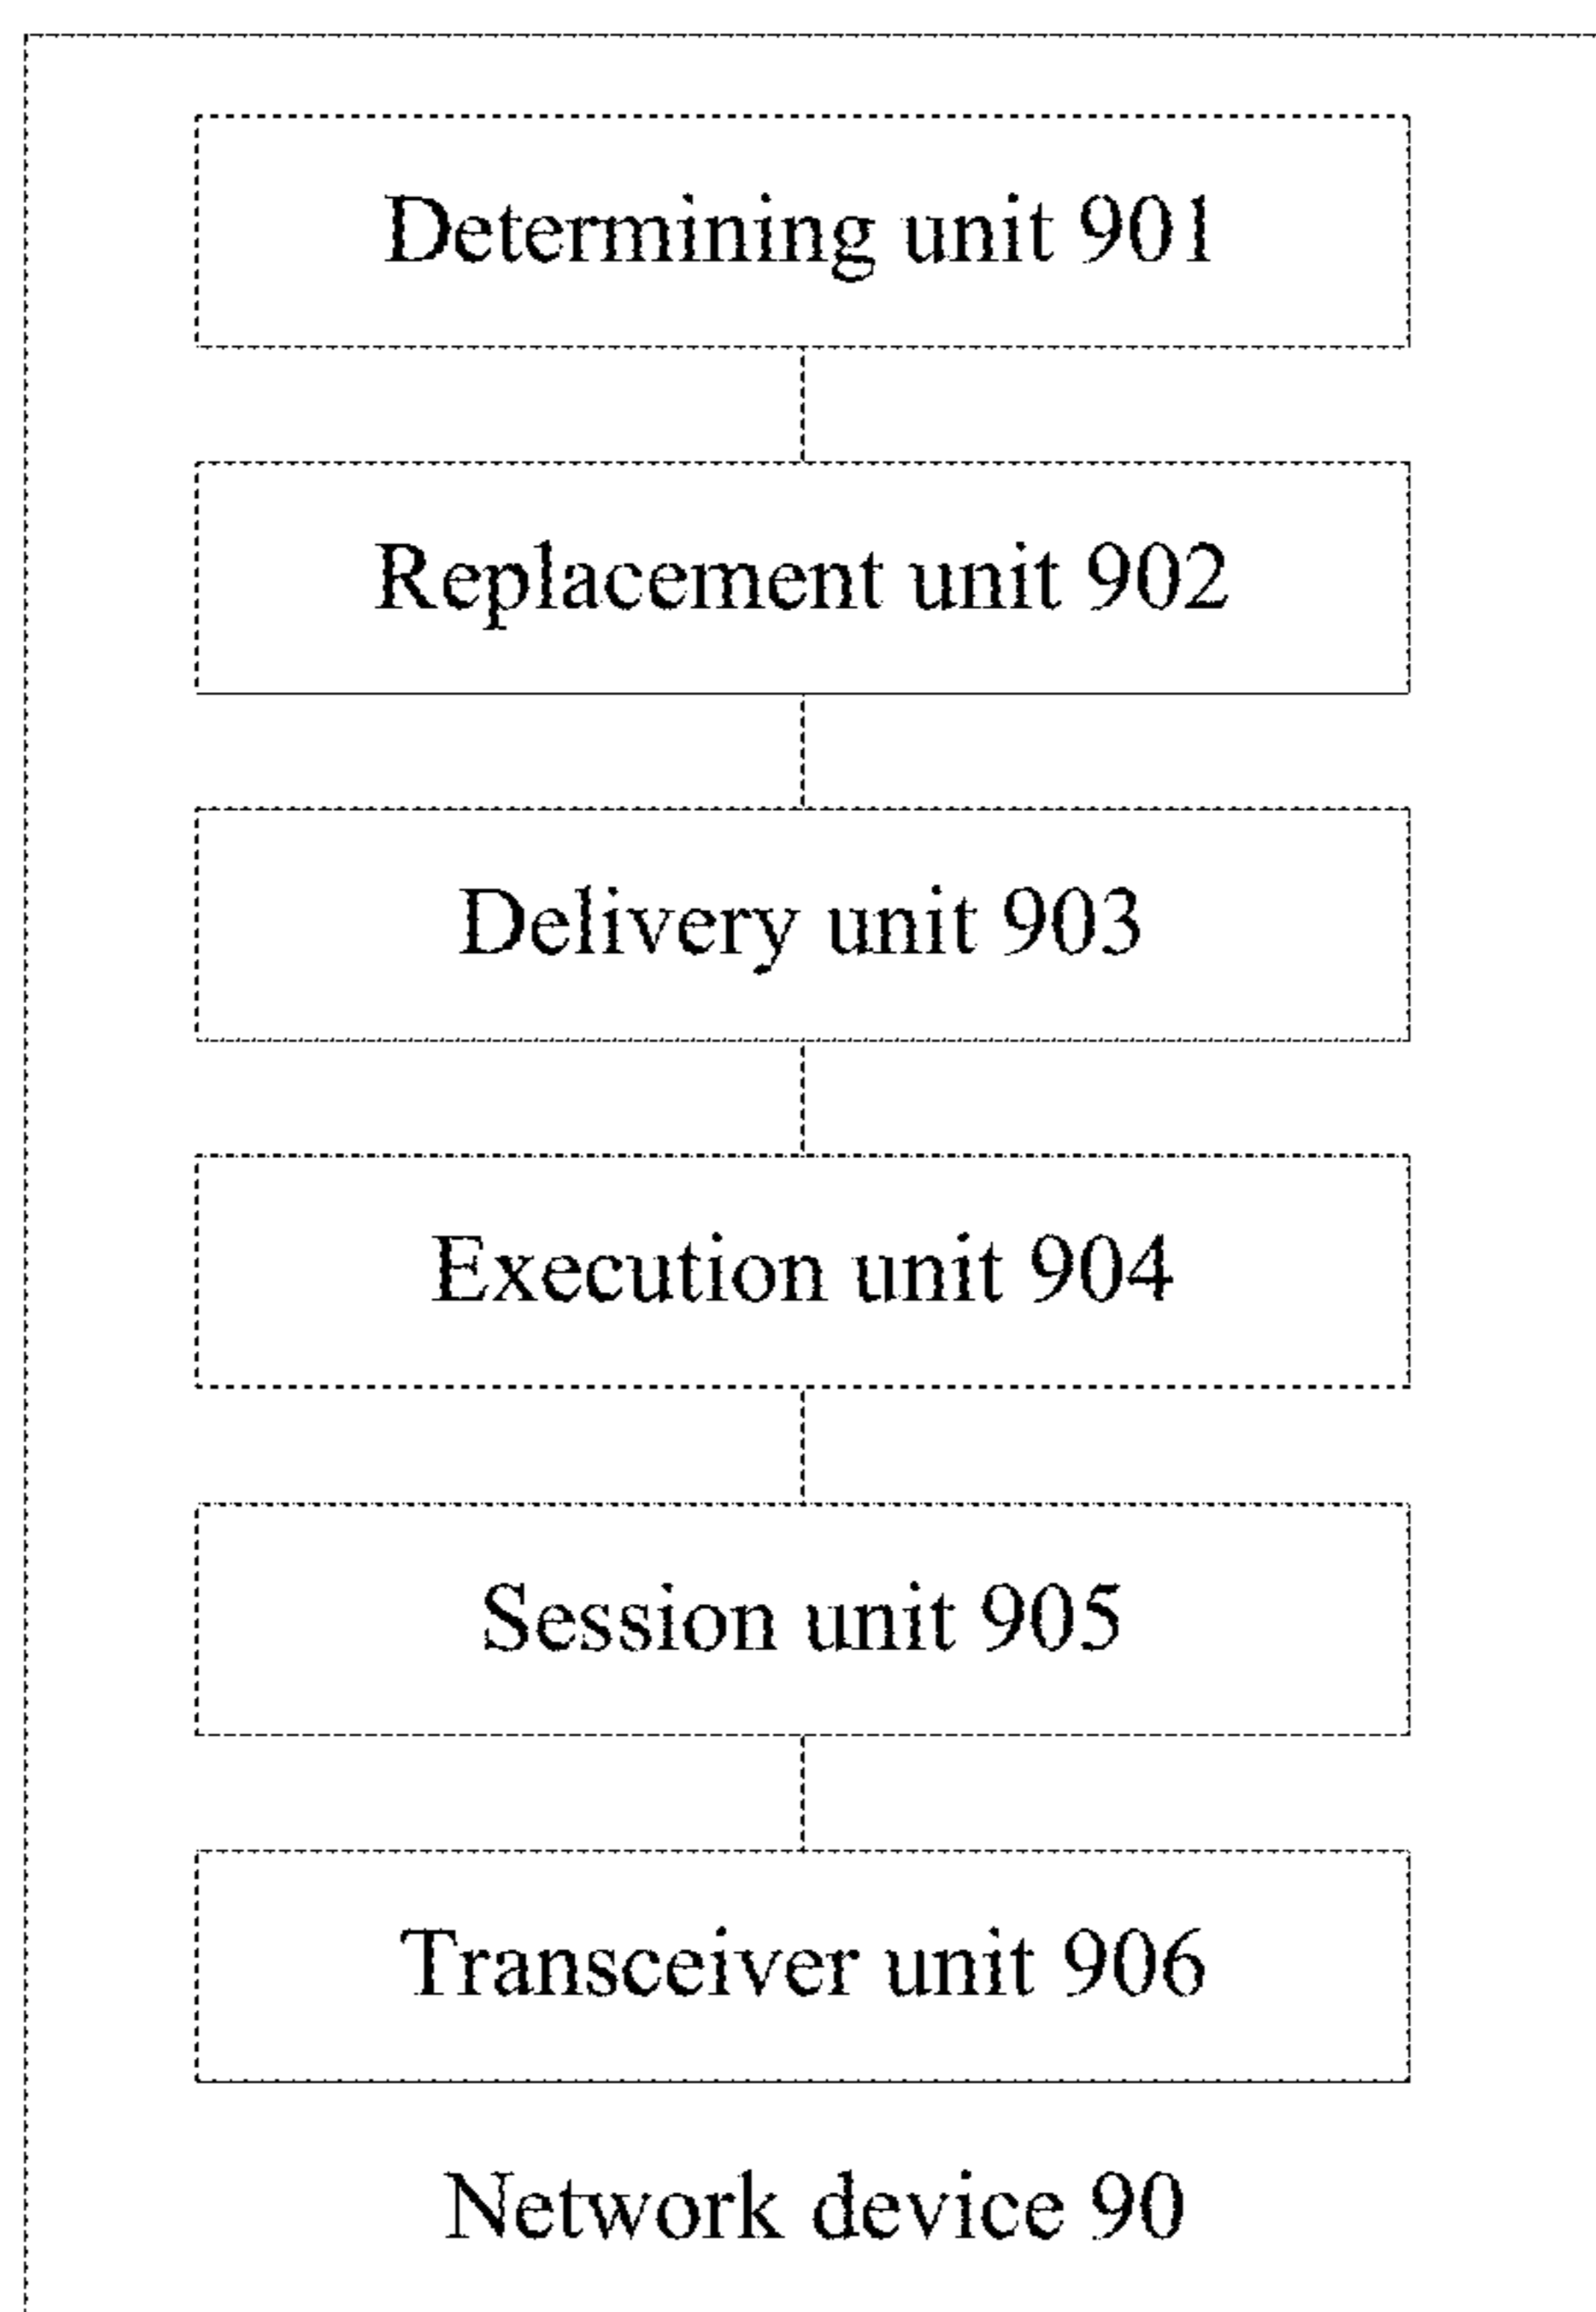 Determining unit 901
Replacement unit 902
Delivery unit 903
Execution unit 904
Session unit 905
Transceiver unit 906
Network device 90